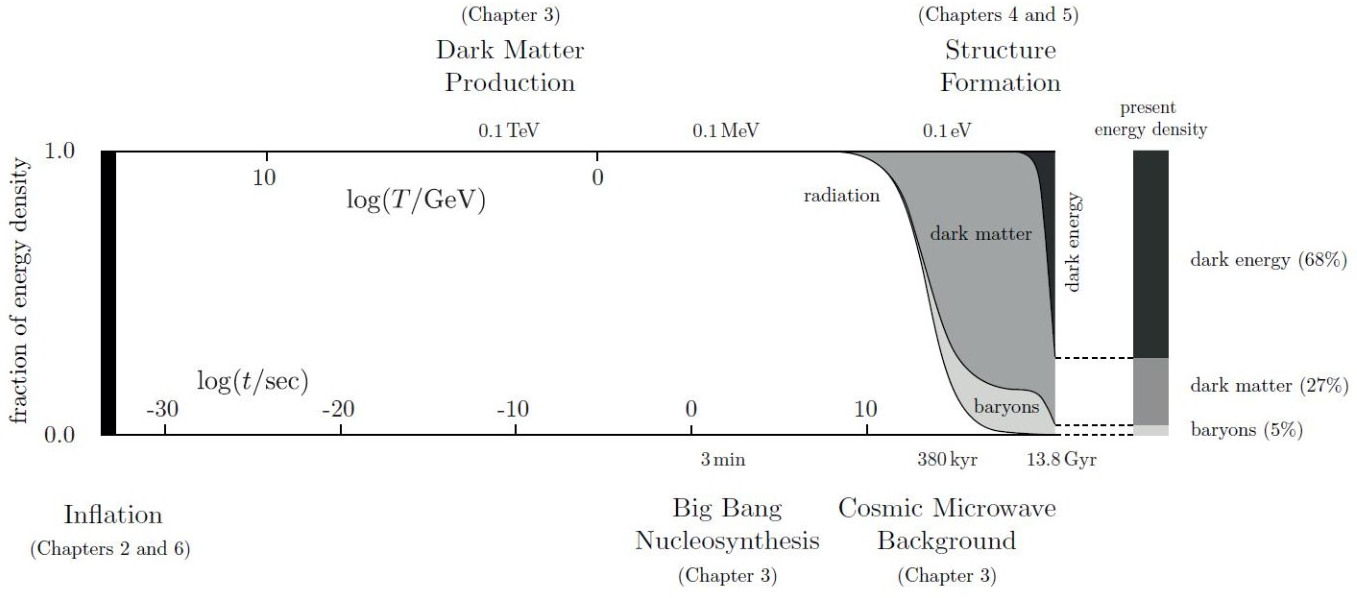 (Chapter 3)
Dark Matter
Production
(Chapters 4 and 5)
Structure
Formation
present
energy density
0.1 TeV
0.1 MeV
0.1 eV
1.0
10
0
log(T/GeV)
radiation
dark matter
dark energy
dark energy (68%)
fraction of energy density
log(t/sec)
dark matter (27%)
-30
-20
-10
0
10
baryons
baryons (5%)
0.0
3 min
380 kyr
13.8 Gyr
Inflation
(Chapters 2 and 6)
Big Bang
Nucleosynthesis
(Chapter 3)
Cosmic Microwave
Background
(Chapter 3)